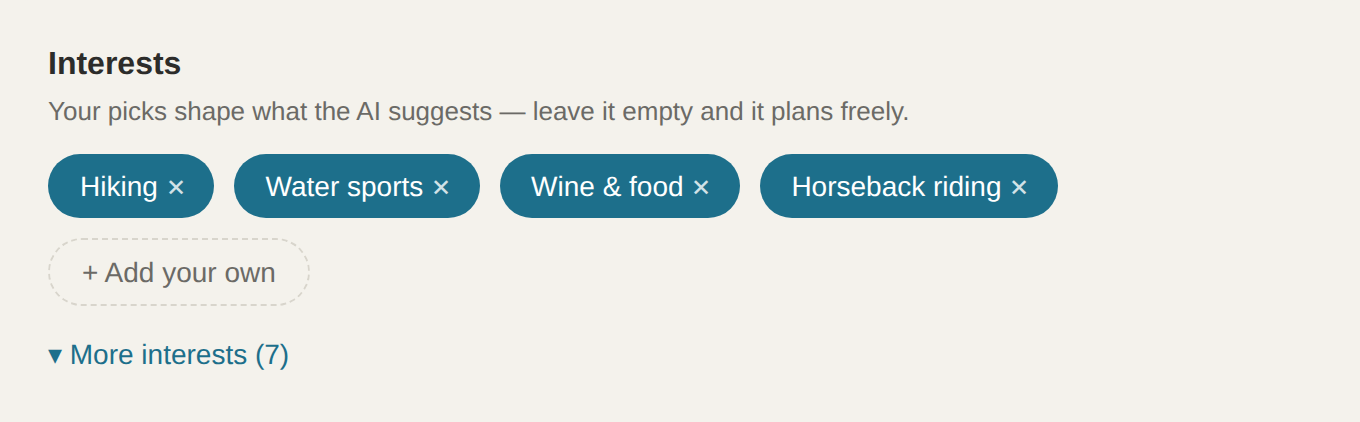 Interests
Your picks shape what the AI suggests — leave it empty and it plans freely.
Hiking ✕ Water sports ✕ Wine & food ✕ Horseback riding ✕
+ Add your own
▾ More interests (7)